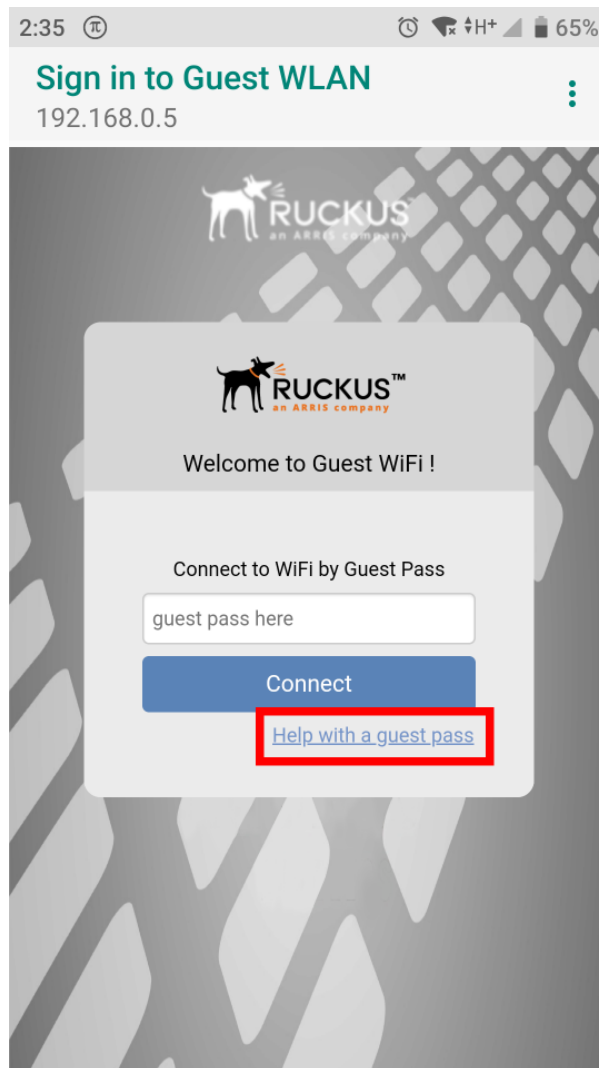 2:35 π H+ 65%
Sign in to Guest WLAN
192.168.0.5
RUCKUS
an ARRIS company
RUCKUS™
an ARRIS company
Welcome to Guest WiFi !
Connect to WiFi by Guest Pass
guest pass here
Connect
Help with a guest pass